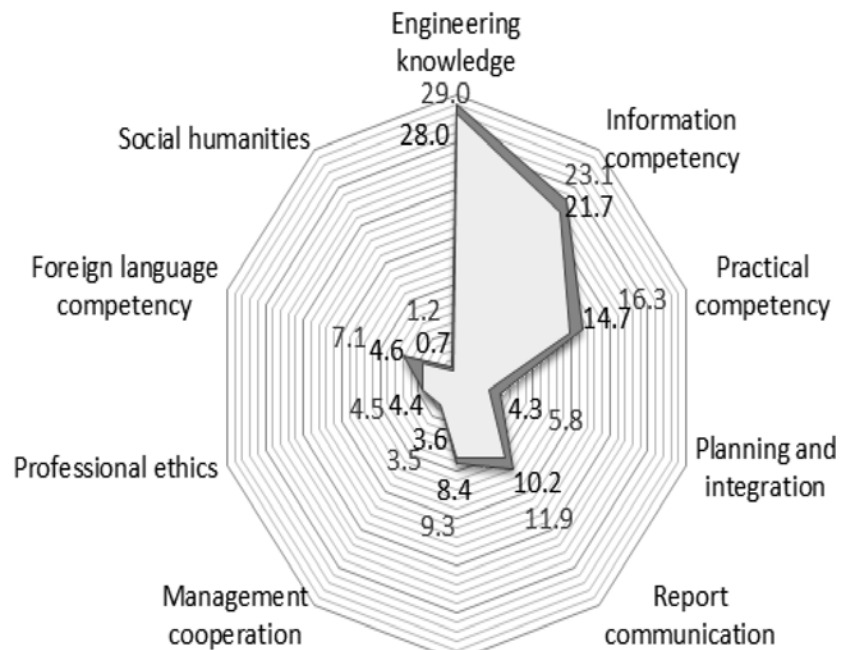 Engineering
knowledge
29.0
28.0
Social humanities
Information
competency
23.1
21.7
Foreign language
competency
Practical
competency
16.3
14.7
1.2
0.7
7.1
4.6
4.5
4.4
4.3
5.8
3.6
3.5
Professional ethics
Planning and
integration
8.4
9.3
10.2
11.9
Management
cooperation
Report
communication